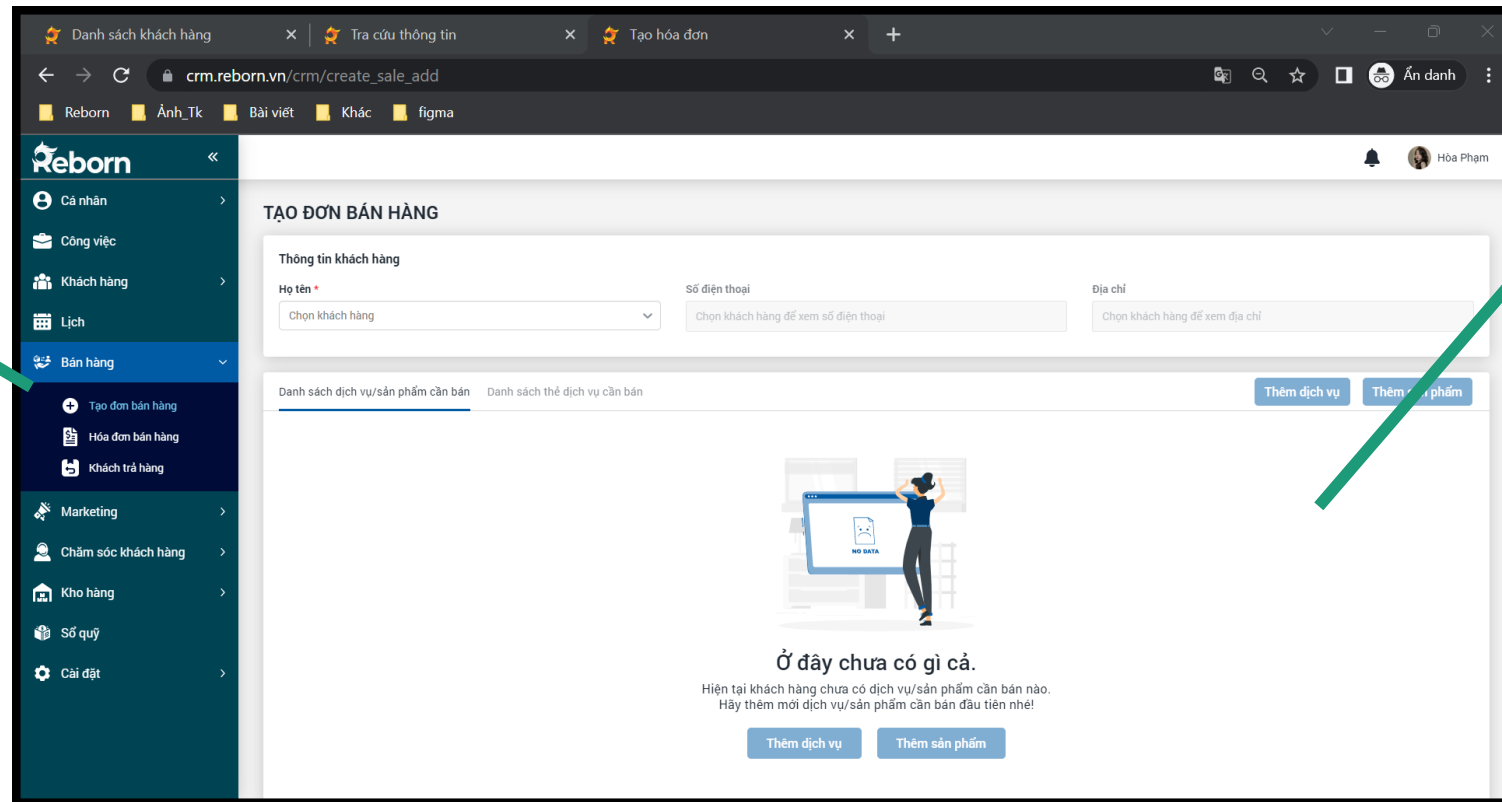 Danh sách khách hàng
Tra cứu thông tin
Tạo hóa đơn
crm.reborn.vn/crm/create_sale_add
Ẩn danh
Reborn
Ảnh_Tk
Bài viết
Khác
figma
Reborn
Hòa Phạm
Cá nhân
Công việc
Khách hàng
Lịch
Bán hàng
Tạo đơn bán hàng
Hóa đơn bán hàng
Khách trả hàng
Marketing
Chăm sóc khách hàng
Kho hàng
Sổ quỹ
Cài đặt
TẠO ĐƠN BÁN HÀNG
Thông tin khách hàng
Họ tên *
Số điện thoại
Địa chỉ
Chọn khách hàng
Chọn khách hàng để xem số điện thoại
Chọn khách hàng để xem địa chỉ
Danh sách dịch vụ/sản phẩm cần bán
Danh sách thẻ dịch vụ cần bán
Thêm dịch vụ
Thêm sản phẩm
NO DATA
Ở đây chưa có gì cả.
Hiện tại khách hàng chưa có dịch vụ/sản phẩm cần bán nào.
Hãy thêm mới dịch vụ/sản phẩm cần bán đầu tiên nhé!
Thêm dịch vụ
Thêm sản phẩm